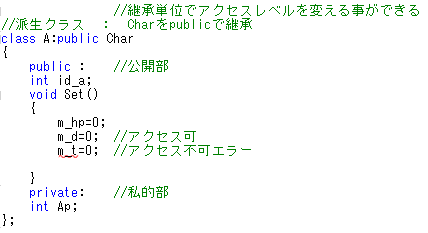 //継承単位でアクセスレベルを変える事ができる
//派生クラス　：　Charをpublicで継承
class A:public Char
{
public :　　//公開部
int id_a;
void Set()
{
m_hp=0;
m_d=0;　//アクセス可
m_t=0;　//アクセス不可エラー
}
private:　　//私的部
int Ap;
};